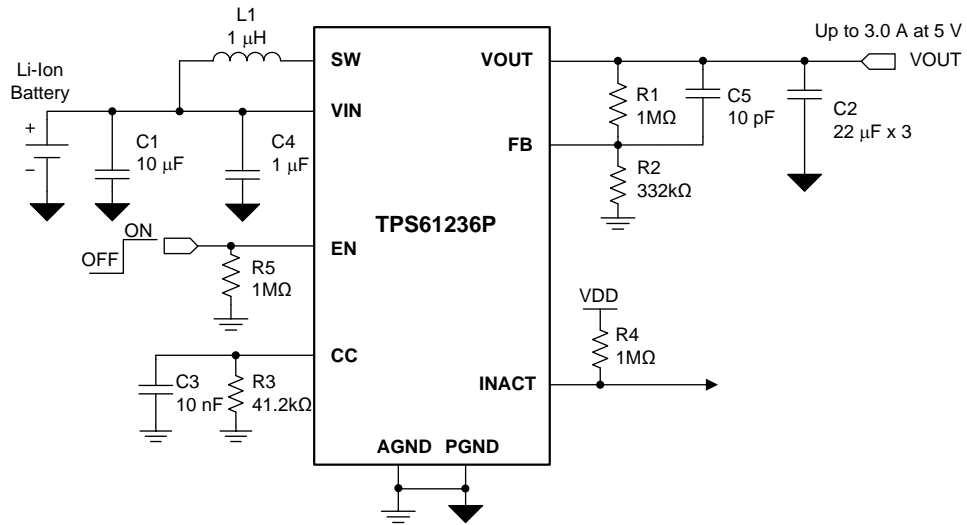 L1
1 μH
Up to 3.0 A at 5 V
SW
VOUT
VOUT
Li-Ion
Battery
VIN
R1
1MΩ
C5
10 pF
C2
22 μF x 3
+
−
C1
10 μF
C4
1 μF
FB
R2
332kΩ
TPS61236P
ON
OFF
EN
R5
1MΩ
VDD
R4
1MΩ
CC
C3
10 nF
R3
41.2kΩ
INACT
AGND
PGND